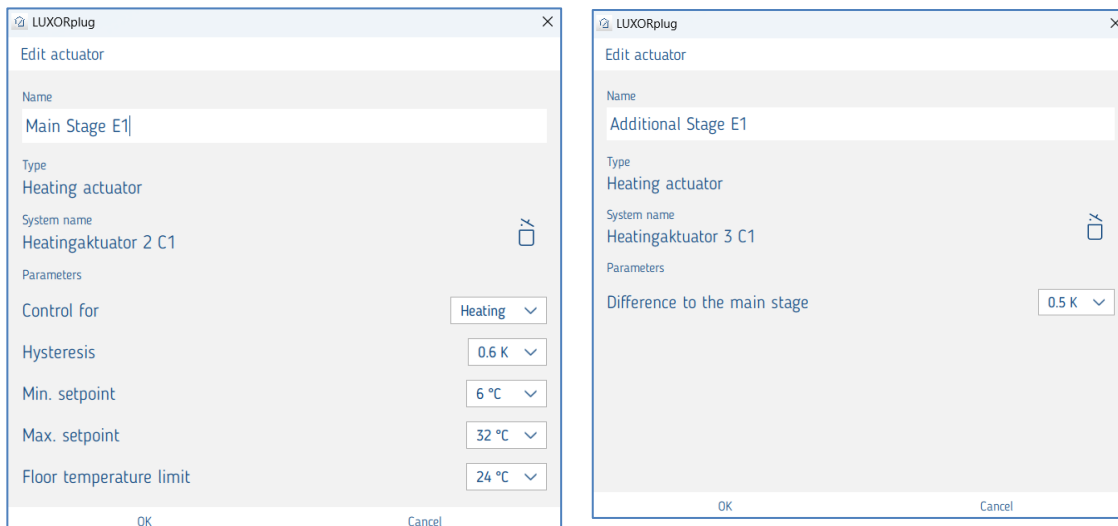 LUXORplug
Edit actuator
Name
Main Stage E1
Type
Heating actuator
System name
Heatingaktuator 2 C1
Parameters
Control for Heating
Hysteresis 0.6 K
Min. setpoint 6 °C
Max. setpoint 32 °C
Floor temperature limit 24 °C
OK Cancel
LUXORplug
Edit actuator
Name
Additional Stage E1
Type
Heating actuator
System name
Heatingaktuator 3 C1
Parameters
Difference to the main stage 0.5 K
OK Cancel